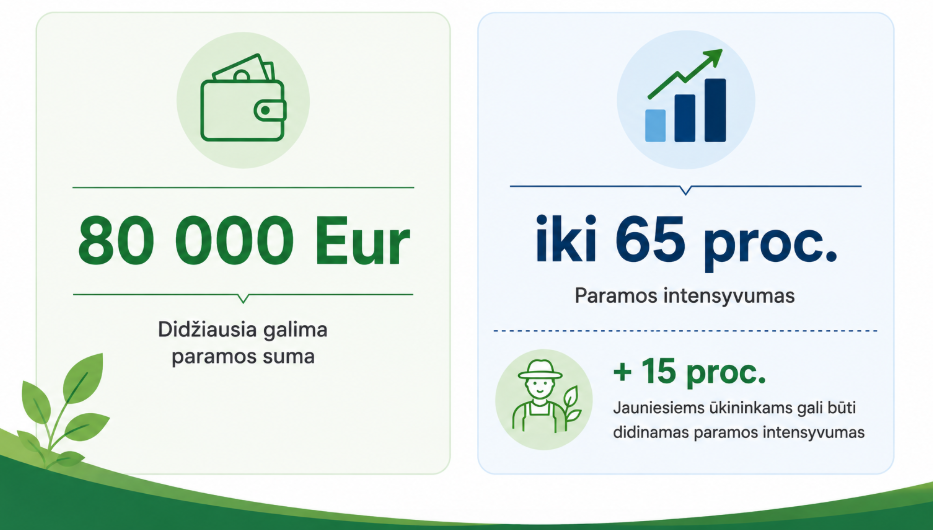 80 000 Eur
Didžiausia galima
paramos suma
iki 65 proc.
Paramos intensyvumas
+ 15 proc.
Jauniesiems ūkininkams gali būti
didinamas paramos intensyvumas